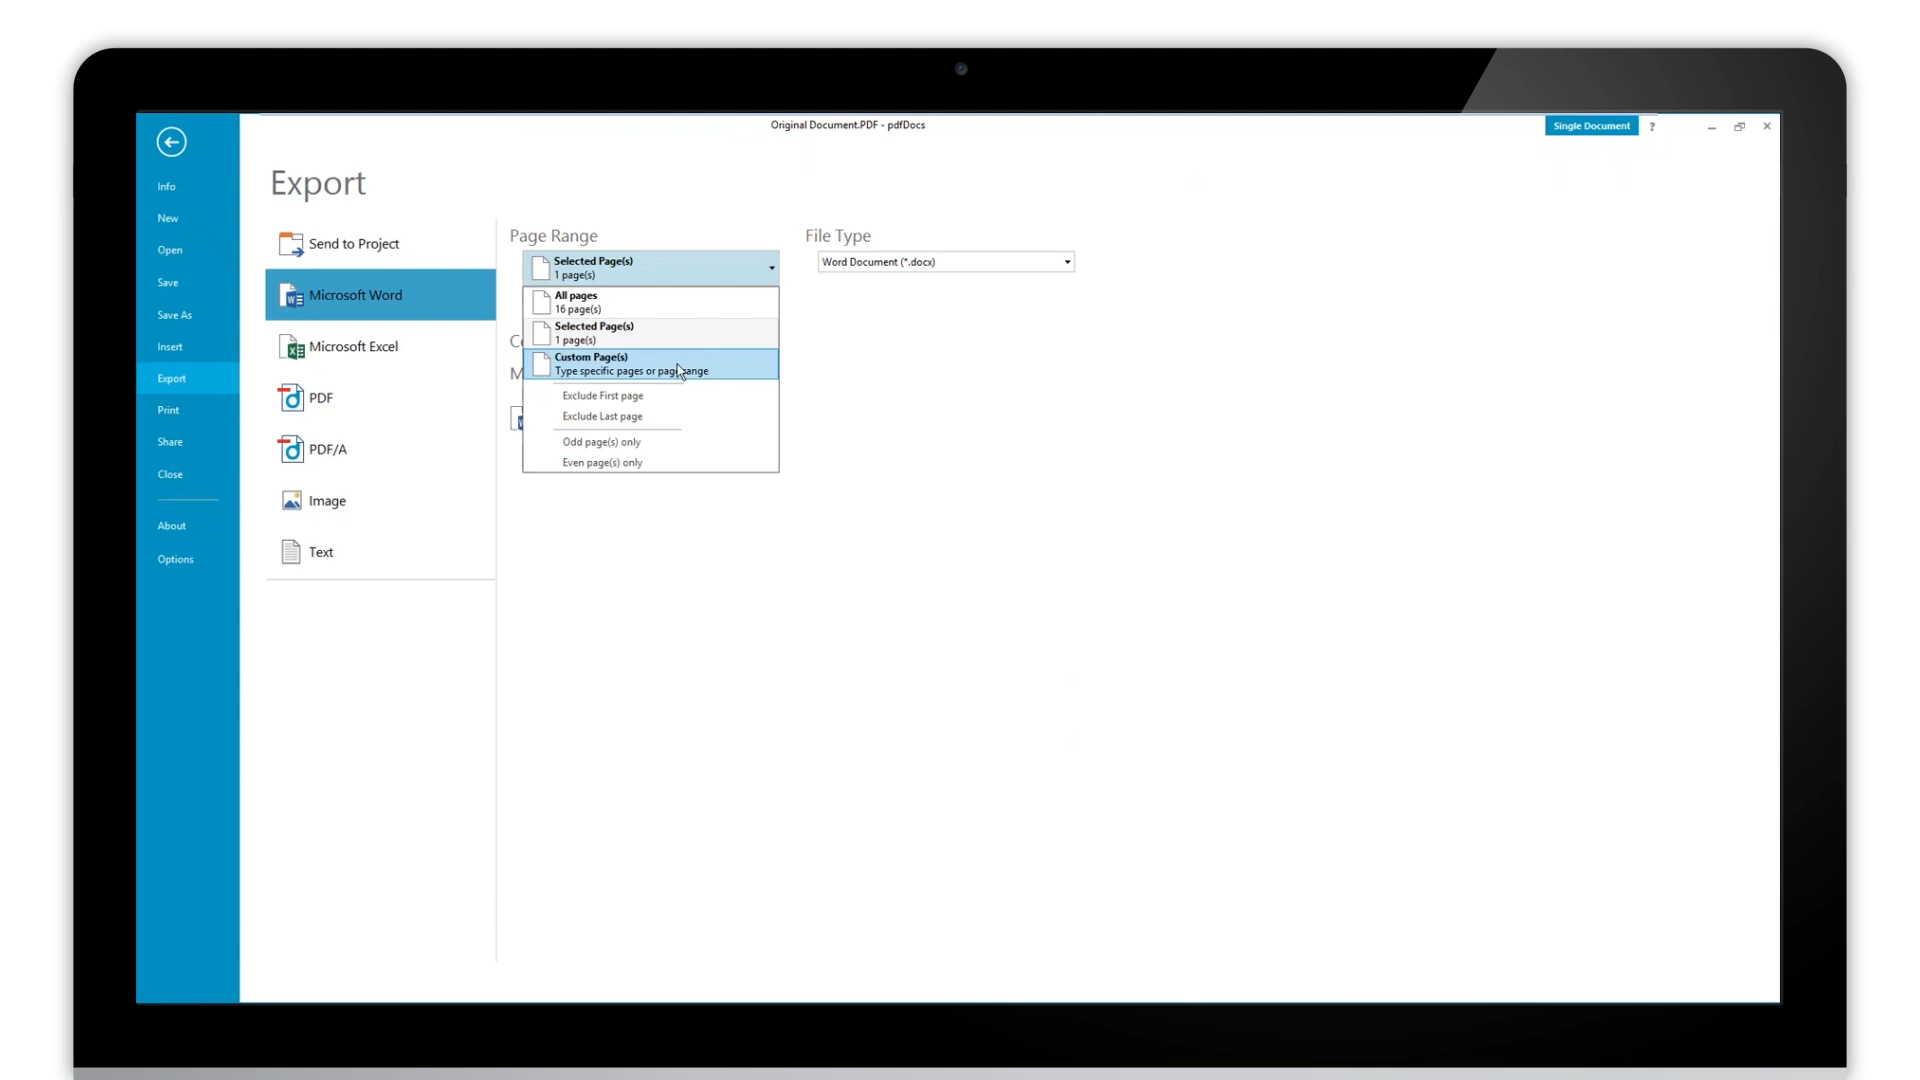 Original Document.PDF - pdfDocs
Single Document
?
Info
New
Open
Save
Save As
Insert
Export
Print
Share
Close
About
Options
Export
Send to Project
Microsoft Word
Microsoft Excel
PDF
PDF/A
Image
Text
Page Range
Selected Page(s)
1 page(s)
All pages
16 page(s)
Selected Page(s)
1 page(s)
Custom Page(s)
Type specific pages or page range
Exclude First page
Exclude Last page
Odd page(s) only
Even page(s) only
File Type
Word Document (*.docx)